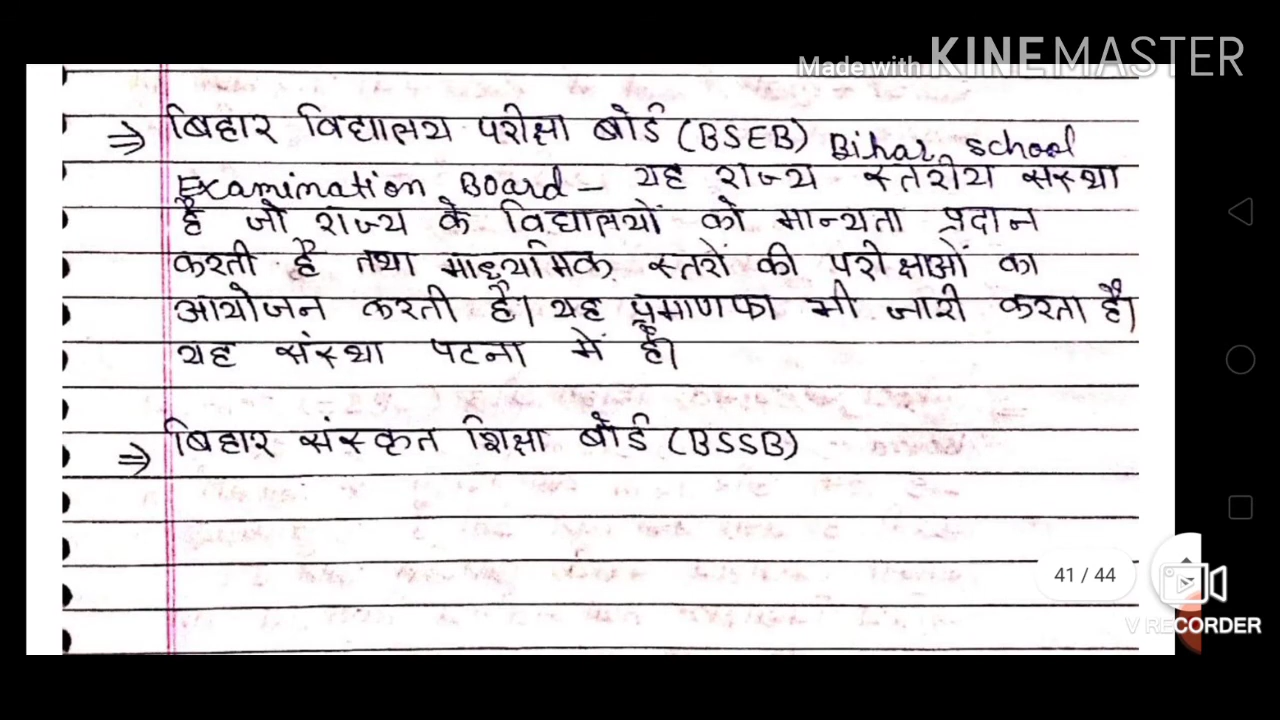 Made with KINEMASTER
⇒ बिहार विद्यालय परीक्षा बोर्ड (BSEB) Bihar School
Examination Board - यह राज्य स्तरीय संस्था
है जो राज्य के विद्यालयों को मान्यता प्रदान
करती है तथा माध्यमिक स्तरों की परीक्षाओं का
आयोजन करती है। यह प्रमाणफा भी जारी करता है।
यह संस्था पटना में है।
⇒ बिहार संस्कृत शिक्षा बोर्ड (BSSB)
41 / 44
V RECORDER